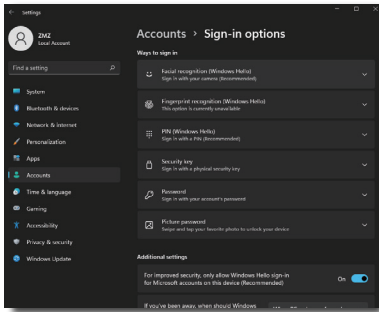 Settings
ZMZ
Local Account
Find a setting
System
Bluetooth & devices
Network & internet
Personalization
Apps
Accounts
Time & language
Gaming
Accessibility
Privacy & security
Windows Update
Accounts > Sign-in options
Ways to sign in
Facial recognition (Windows Hello)
Sign in with your camera (Recommended)
Fingerprint recognition (Windows Hello)
This option is currently unavailable
PIN (Windows Hello)
Sign in with a PIN (Recommended)
Security key
Sign in with a physical security key
Password
Sign in with your account's password
Picture password
Swipe and tap your favorite photo to unlock your device
Additional settings
For improved security, only allow Windows Hello sign-in
for Microsoft accounts on this device (Recommended)
On
If you've been away, when should Windows